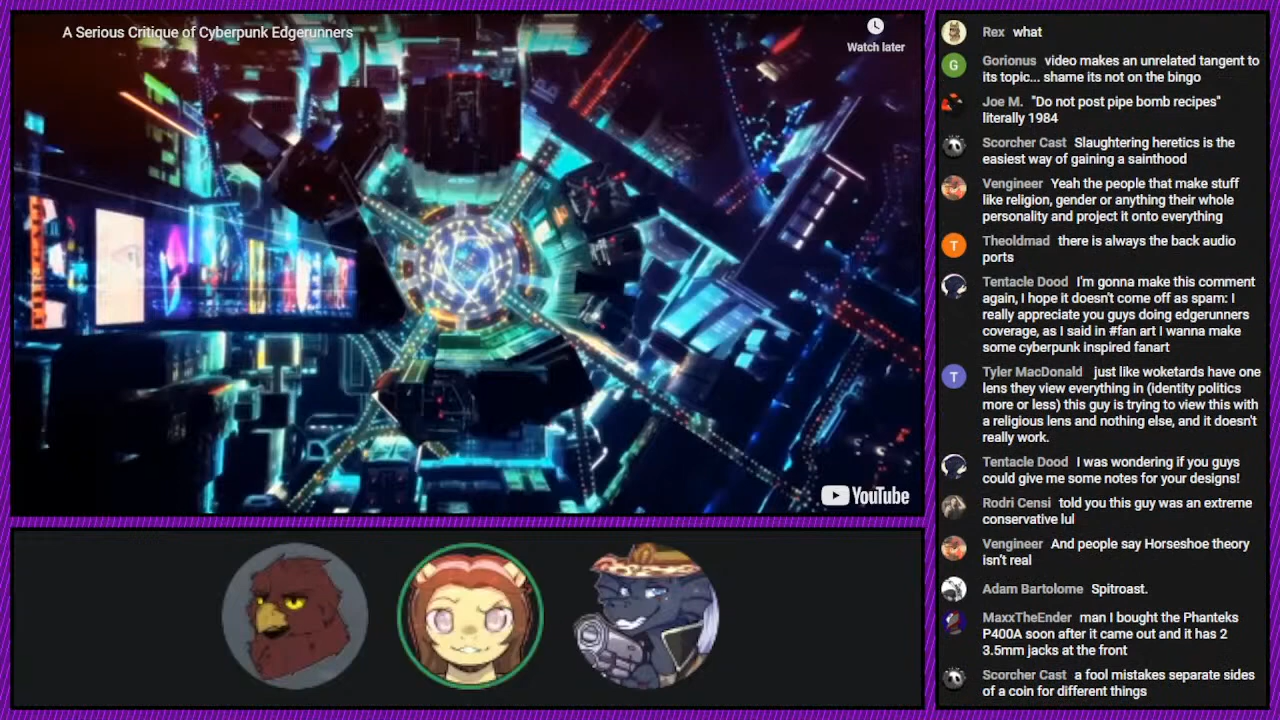 A Serious Critique of Cyberpunk Edgerunners
Watch later
YouTube
Rex what
G
Gorionus video makes an unrelated tangent to
its topic... shame its not on the bingo
Joe M. "Do not post pipe bomb recipes"
literally 1984
Scorcher Cast Slaughtering heretics is the
easiest way of gaining a sainthood
Vengineer Yeah the people that make stuff
like religion, gender or anything their whole
personality and project it onto everything
T
Theoldmad there is always the back audio
ports
Tentacle Dood I'm gonna make this comment
again, I hope it doesn't come off as spam: I
really appreciate you guys doing edgerunners
coverage, as I said in #fan art I wanna make
some cyberpunk inspired fanart
T
Tyler MacDonald just like woketards have one
lens they view everything in (identity politics
more or less) this guy is trying to view this with
a religious lens and nothing else, and it doesn't
really work.
Tentacle Dood I was wondering if you guys
could give me some notes for your designs!
Rodri Censi told you this guy was an extreme
conservative lul
Vengineer And people say Horseshoe theory
isn't real
Adam Bartolome Spitroast.
MaxxTheEnder man I bought the Phanteks
P400A soon after it came out and it has 2
3.5mm jacks at the front
Scorcher Cast a fool mistakes separate sides
of a coin for different things